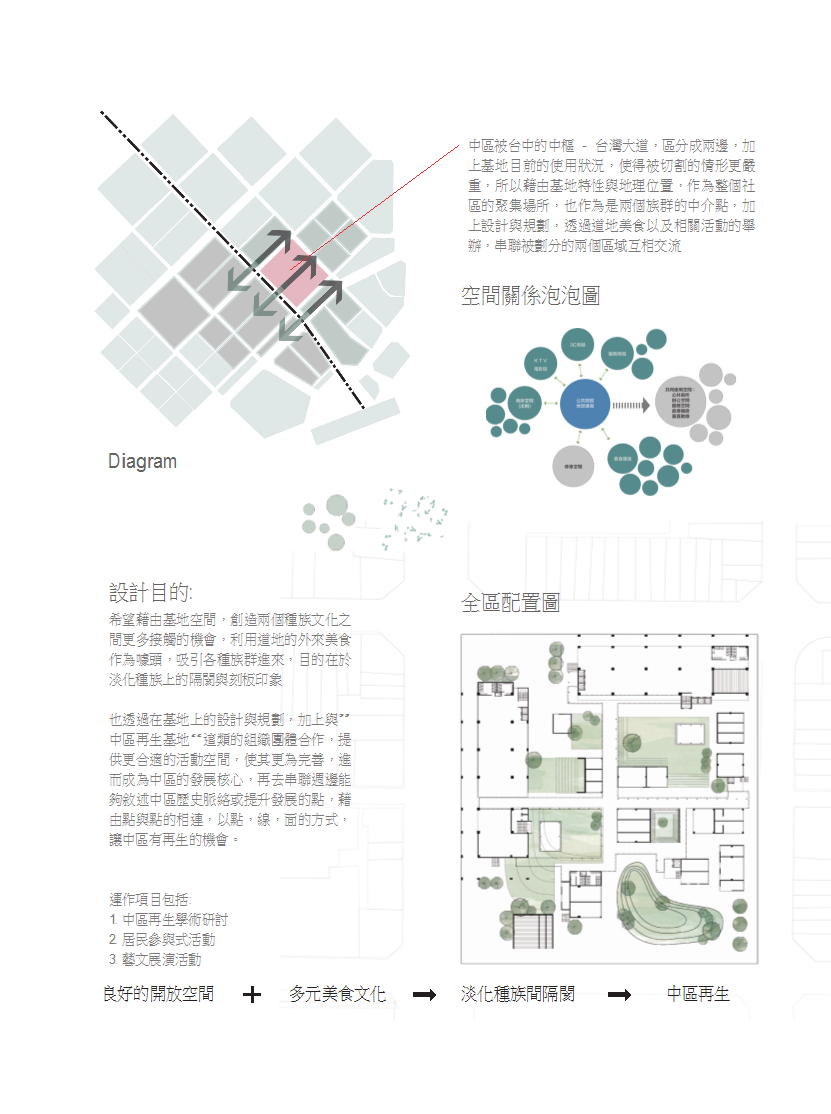 中區被台中的中樞 - 台灣大道，區分成兩邊，加
上基地目前的使用狀況，使得被切割的情形更嚴
重，所以藉由基地特性與地理位置，作為整個社
區的聚集場所，也作為是兩個族群的中介點，加
上設計與規劃，透過道地美食以及相關活動的舉
辦，串聯被劃分的兩個區域互相交流
空間關係泡泡圖
3C商場
KTV
電影院
Diagram
設計目的:
希望藉由基地空間，創造兩個種族文化之
間更多接觸的機會，利用道地的外來美食
作為噱頭，吸引各種族群進來，目的在於
淡化種族上的隔閡與刻板印象
也透過在基地上的設計與規劃，加上與””
中區再生基地““這類的組織團體合作，提
供更合適的活動空間，使其更為完善，進
而成為中區的發展核心，再去串聯週邊能
夠敘述中區歷史脈絡或提升發展的點，藉
由點與點的相連，以點，線，面的方式，
讓中區有再生的機會。
運作項目包括:
1. 中區再生學術研討
2. 居民參與式活動
3. 藝文展演活動
全區配置圖
良好的開放空間 + 多元美食文化 → 淡化種族間隔閡 → 中區再生